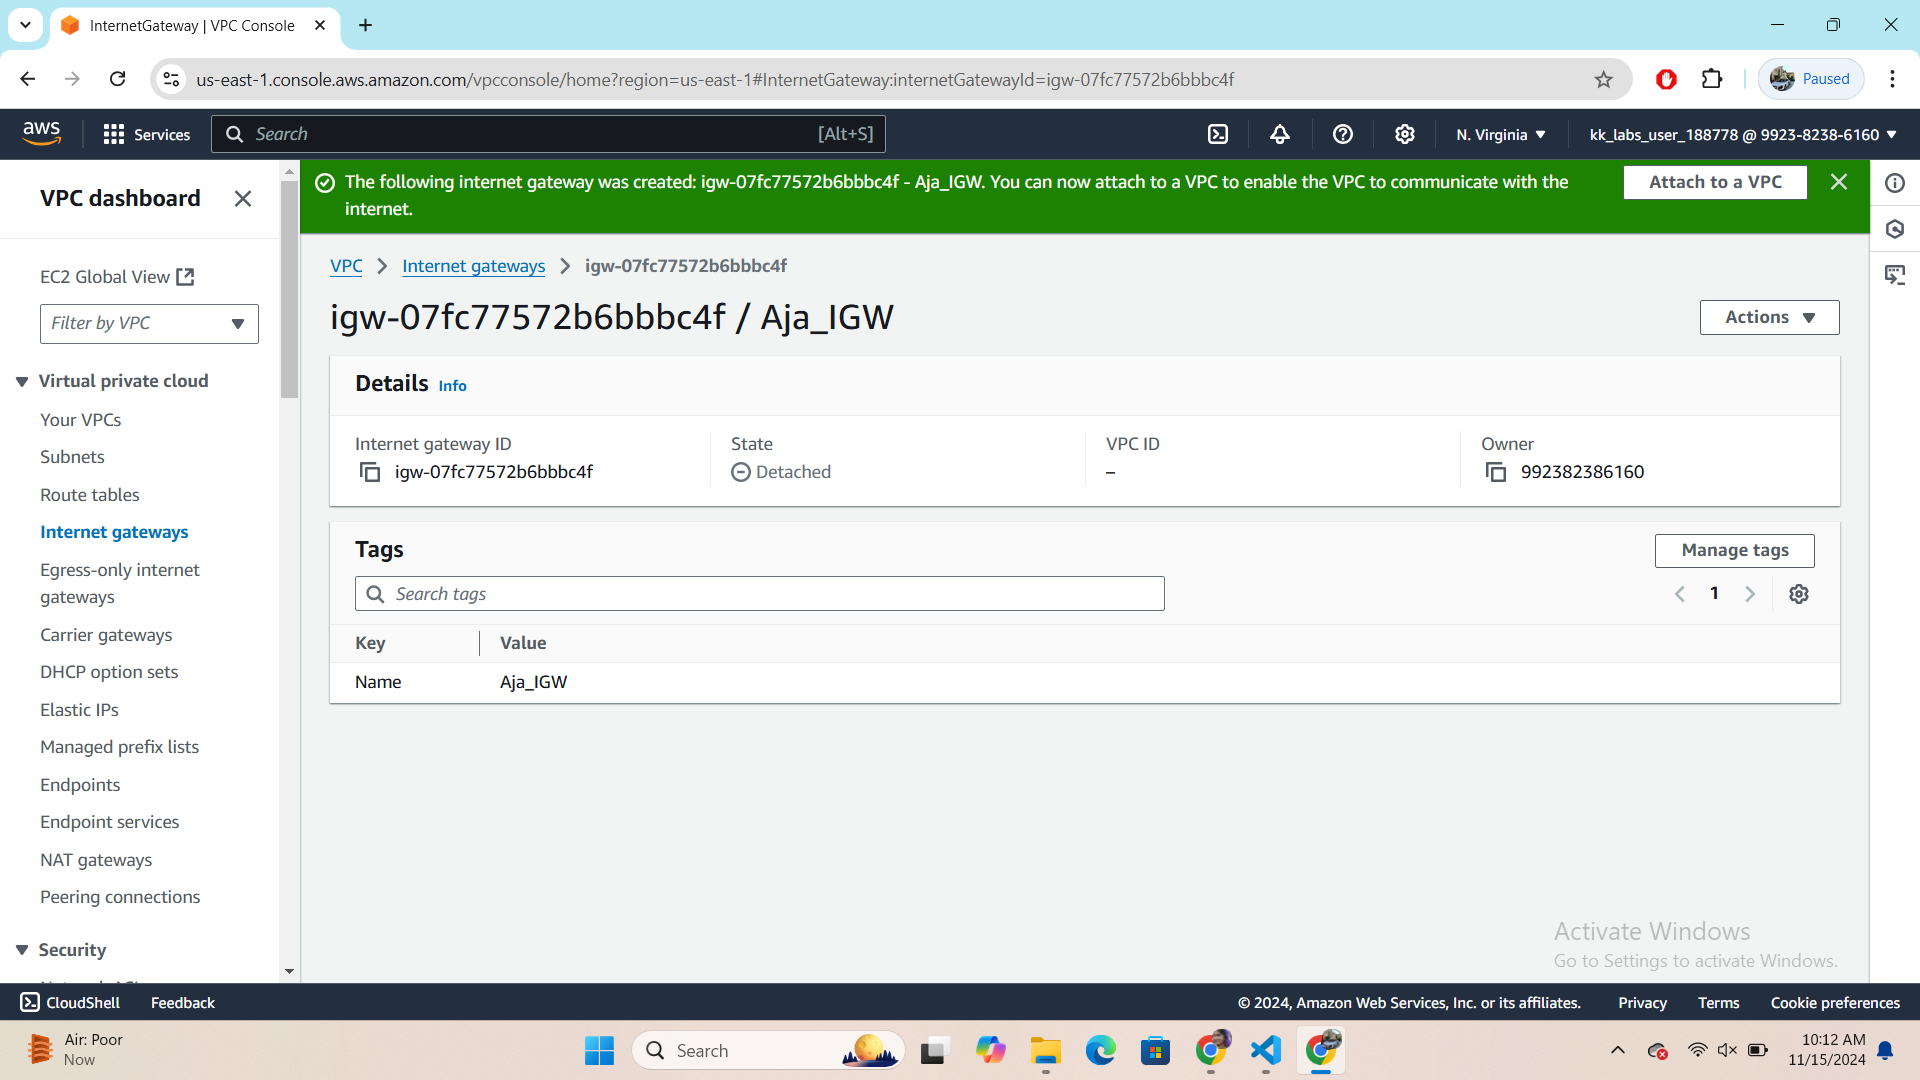 InternetGateway | VPC Console
us-east-1.console.aws.amazon.com/vpcconsole/home?region=us-east-1#InternetGateway:internetGatewayId=igw-07fc77572b6bbbc4f
Paused
aws
Services
Search
[Alt+S]
N. Virginia
kk_labs_user_188778 @ 9923-8238-6160
VPC dashboard
EC2 Global View
Filter by VPC
Virtual private cloud
Your VPCs
Subnets
Route tables
Internet gateways
Egress-only internet
gateways
Carrier gateways
DHCP option sets
Elastic IPs
Managed prefix lists
Endpoints
Endpoint services
NAT gateways
Peering connections
Security
The following internet gateway was created: igw-07fc77572b6bbbc4f - Aja_IGW. You can now attach to a VPC to enable the VPC to communicate with the
internet.
Attach to a VPC
VPC
Internet gateways
igw-07fc77572b6bbbc4f
igw-07fc77572b6bbbc4f / Aja_IGW
Actions
Details Info
Internet gateway ID
igw-07fc77572b6bbbc4f
State
Detached
VPC ID
–
Owner
992382386160
Tags
Manage tags
Search tags
1
Key Value
Name Aja_IGW
Activate Windows
Go to Settings to activate Windows.
CloudShell
Feedback
© 2024, Amazon Web Services, Inc. or its affiliates.
Privacy
Terms
Cookie preferences
Air: Poor
Now
Search
10:12 AM
11/15/2024